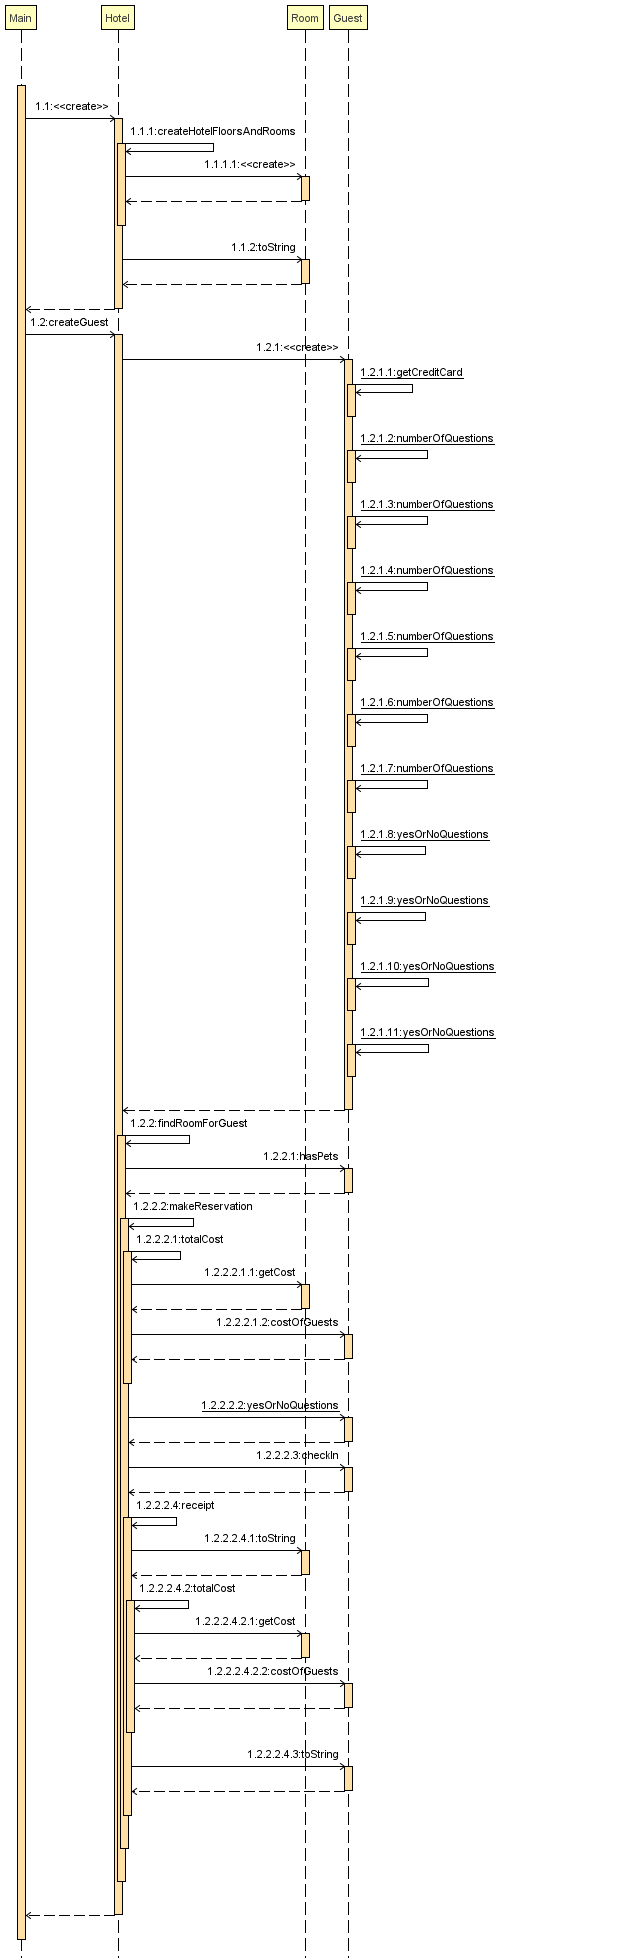 Main
Hotel
Room
Guest
1.1:<<create>>
1.1.1:createHotelFloorsAndRooms
1.1.1.1:<<create>>
1.1.2:toString
1.2:createGuest
1.2.1:<<create>>
1.2.1.1:getCreditCard
1.2.1.2:numberOfQuestions
1.2.1.3:numberOfQuestions
1.2.1.4:numberOfQuestions
1.2.1.5:numberOfQuestions
1.2.1.6:numberOfQuestions
1.2.1.7:numberOfQuestions
1.2.1.8:yesOrNoQuestions
1.2.1.9:yesOrNoQuestions
1.2.1.10:yesOrNoQuestions
1.2.1.11:yesOrNoQuestions
1.2.2:findRoomForGuest
1.2.2.1:hasPets
1.2.2.2:makeReservation
1.2.2.2.1:totalCost
1.2.2.2.1.1:getCost
1.2.2.2.1.2:costOfGuests
1.2.2.2.2:yesOrNoQuestions
1.2.2.2.3:checkIn
1.2.2.2.4:receipt
1.2.2.2.4.1:toString
1.2.2.2.4.2:totalCost
1.2.2.2.4.2.1:getCost
1.2.2.2.4.2.2:costOfGuests
1.2.2.2.4.3:toString